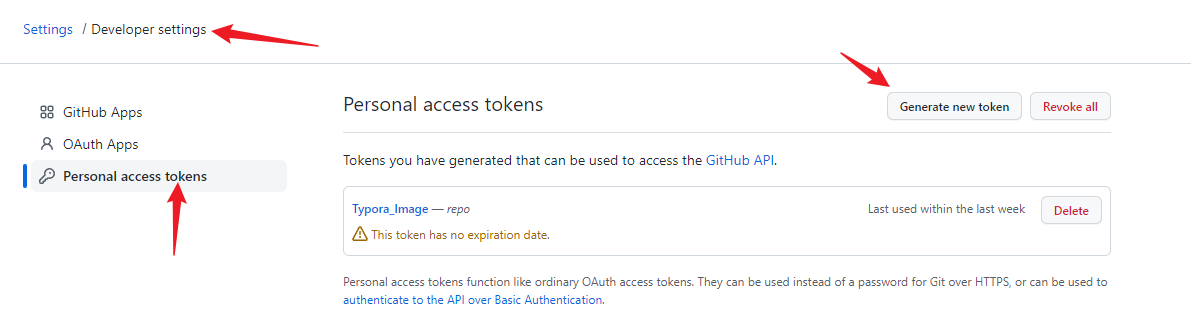 Settings / Developer settings
GitHub Apps
OAuth Apps
Personal access tokens
Personal access tokens
Generate new token
Revoke all
Tokens you have generated that can be used to access the GitHub API.
Typora_Image — repo
Last used within the last week
Delete
This token has no expiration date.
Personal access tokens function like ordinary OAuth access tokens. They can be used instead of a password for Git over HTTPS, or can be used to
authenticate to the API over Basic Authentication.